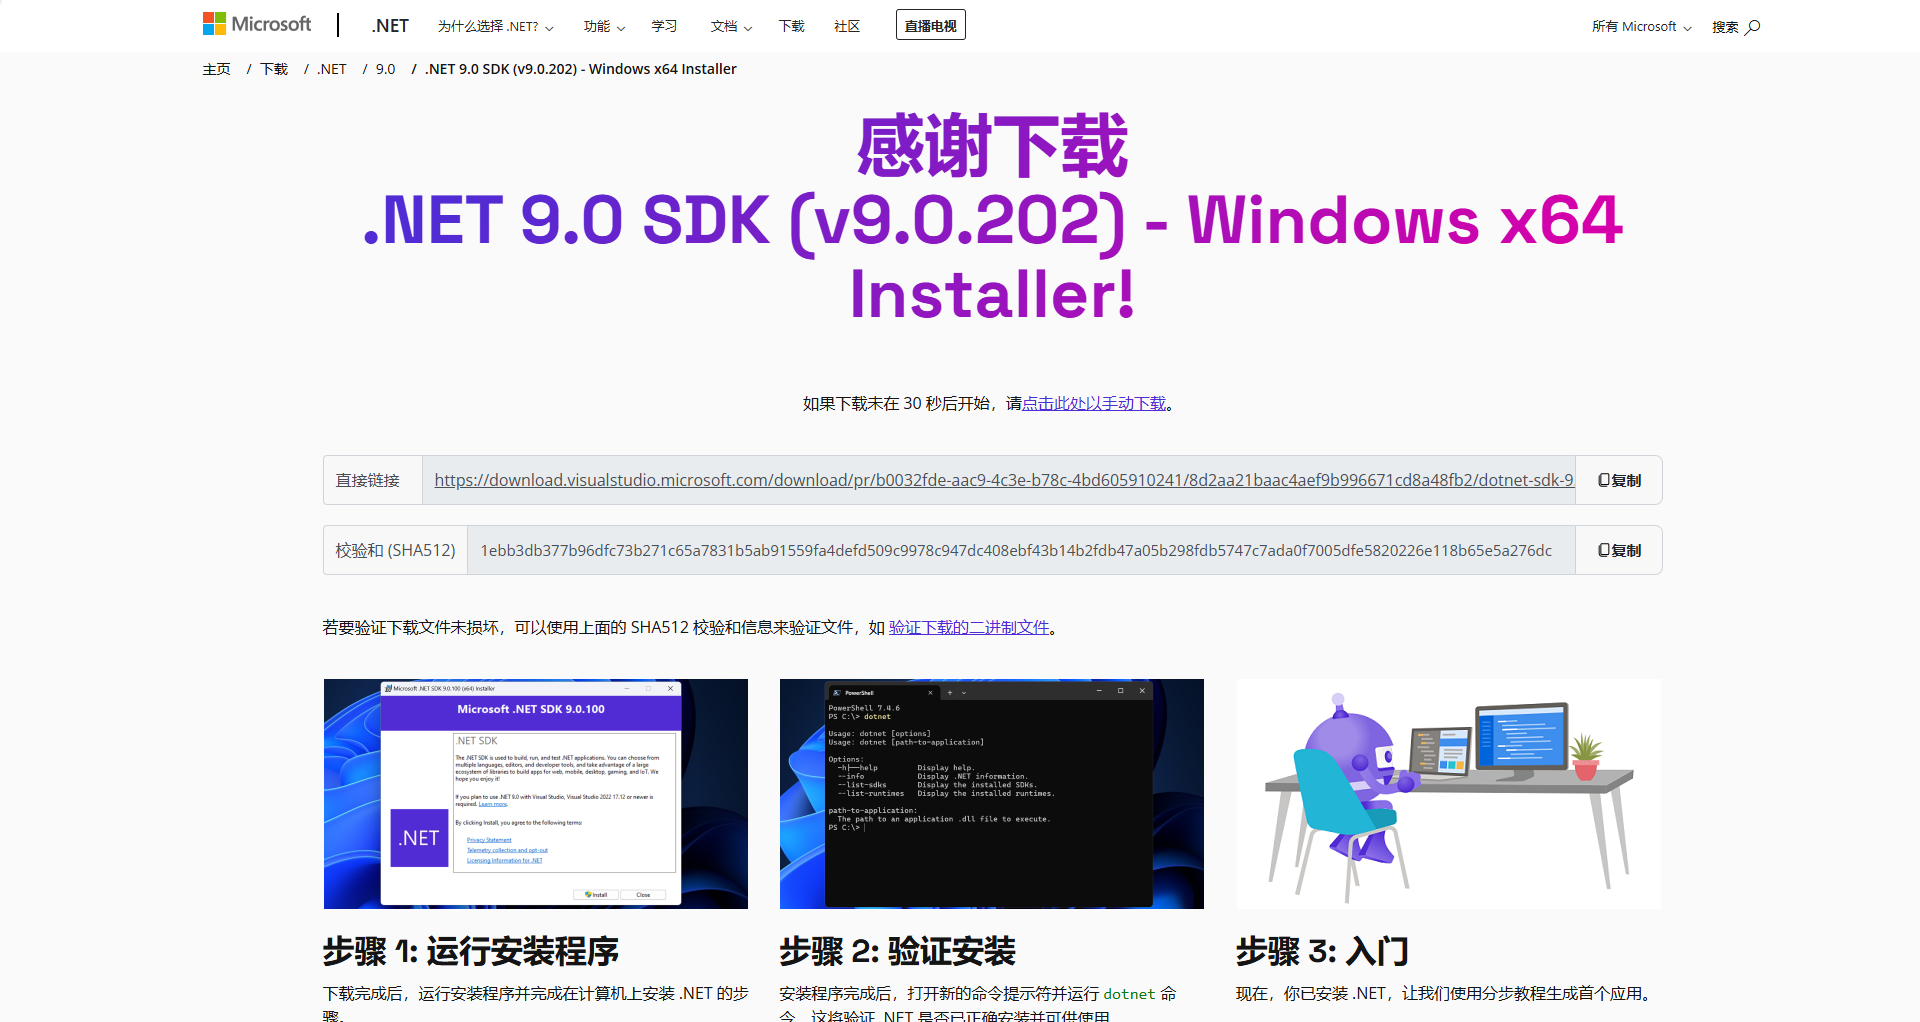 Microsoft
.NET
为什么选择 .NET?
功能
学习
文档
下载
社区
直播电视
所有 Microsoft
搜索
主页 / 下载 / .NET / 9.0 / .NET 9.0 SDK (v9.0.202) - Windows x64 Installer
感谢下载
.NET 9.0 SDK (v9.0.202) - Windows x64
Installer!
如果下载未在 30 秒后开始，请点击此处以手动下载。
直接链接
https://download.visualstudio.microsoft.com/download/pr/b0032fde-aac9-4c3e-b78c-4bd605910241/8d2aa21baac4aef9b996671cd8a48fb2/dotnet-sdk-9
复制
校验和 (SHA512)
1ebb3db377b96dfc73b271c65a7831b5ab91559fa4defd509c9978c947dc408ebf43b14b2fdb47a05b298fdb5747c7ada0f7005dfe5820226e118b65e5a276dc
复制
若要验证下载文件未损坏，可以使用上面的 SHA512 校验和信息来验证文件，如 验证下载的二进制文件。
Microsoft .NET SDK 9.0.100 (x64) Installer
Microsoft .NET SDK 9.0.100
.NET SDK
The .NET SDK is used to build, run, and test .NET applications. You can choose from
multiple languages, editors, and developer tools, and take advantage of a large
ecosystem of libraries to build apps for web, mobile, desktop, gaming, and IoT. We
hope you enjoy it!
If you plan to use .NET 9.0 with Visual Studio, Visual Studio 2022 17.12 or newer is
required. Learn more.
By clicking Install, you agree to the following terms:
.NET
Privacy Statement
Telemetry collection and opt-out
Licensing Information for .NET
Install
Close
PowerShell
PowerShell 7.4.6
PS C:\> dotnet
Usage: dotnet [options]
Usage: dotnet [path-to-application]
Options:
-h|--help Display help.
--info Display .NET information.
--list-sdks Display the installed SDKs.
--list-runtimes Display the installed runtimes.
path-to-application:
The path to an application .dll file to execute.
PS C:\>
步骤 1: 运行安装程序
下载完成后，运行安装程序并完成在计算机上安装 .NET 的步
骤。
步骤 2: 验证安装
安装程序完成后，打开新的命令提示符并运行 dotnet 命
令。这将验证 .NET 是否已正确安装并可供使用
步骤 3: 入门
现在，你已安装 .NET，让我们使用分步教程生成首个应用。